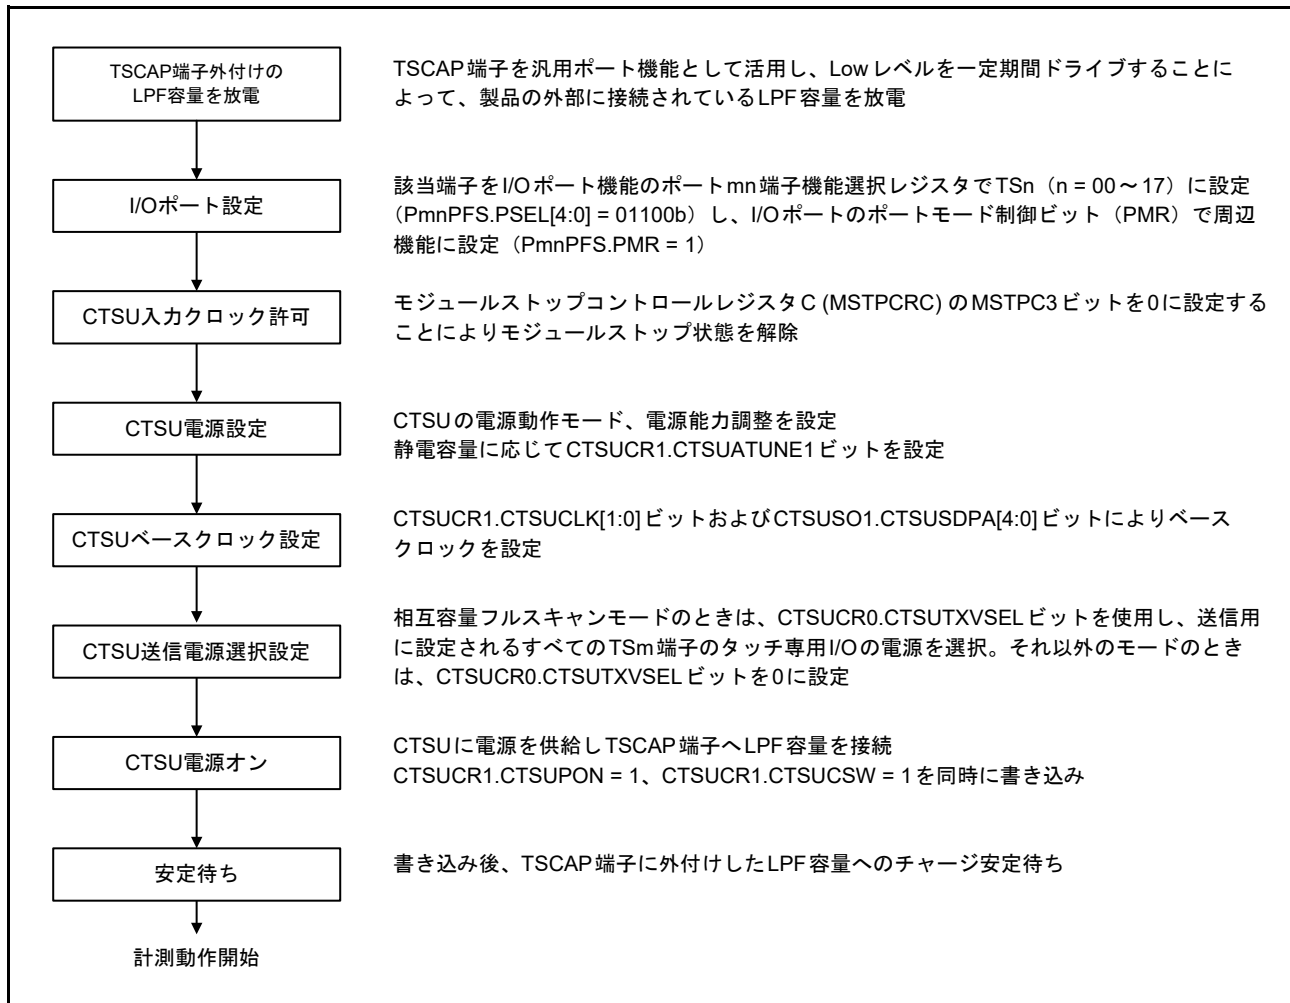 TSCAP端子外付けの
LPF容量を放電
TSCAP端子を汎用ポート機能として活用し、Lowレベルを一定期間ドライブすることに
よって、製品の外部に接続されているLPF容量を放電
I/Oポート設定
該当端子をI/Oポート機能のポートmn端子機能選択レジスタでTSn（n = 00～17）に設定
（PmnPFS.PSEL[4:0] = 01100b）し、I/Oポートのポートモード制御ビット（PMR）で周辺
機能に設定（PmnPFS.PMR = 1）
CTSU入力クロック許可
モジュールストップコントロールレジスタC (MSTPCRC) のMSTPC3ビットを0に設定する
ことによりモジュールストップ状態を解除
CTSU電源設定
CTSUの電源動作モード、電源能力調整を設定
静電容量に応じてCTSUCR1.CTSUATUNE1ビットを設定
CTSUベースクロック設定
CTSUCR1.CTSUCLK[1:0]ビットおよびCTSUSO1.CTSUSDPA[4:0]ビットによりベース
クロックを設定
CTSU送信電源選択設定
相互容量フルスキャンモードのときは、CTSUCR0.CTSUTXVSELビットを使用し、送信用
に設定されるすべてのTSm端子のタッチ専用I/Oの電源を選択。それ以外のモードのとき
は、CTSUCR0.CTSUTXVSELビットを0に設定
CTSU電源オン
CTSUに電源を供給しTSCAP端子へLPF容量を接続
CTSUCR1.CTSUPON = 1、CTSUCR1.CTSUCSW = 1を同時に書き込み
安定待ち
書き込み後、TSCAP端子に外付けしたLPF容量へのチャージ安定待ち
計測動作開始